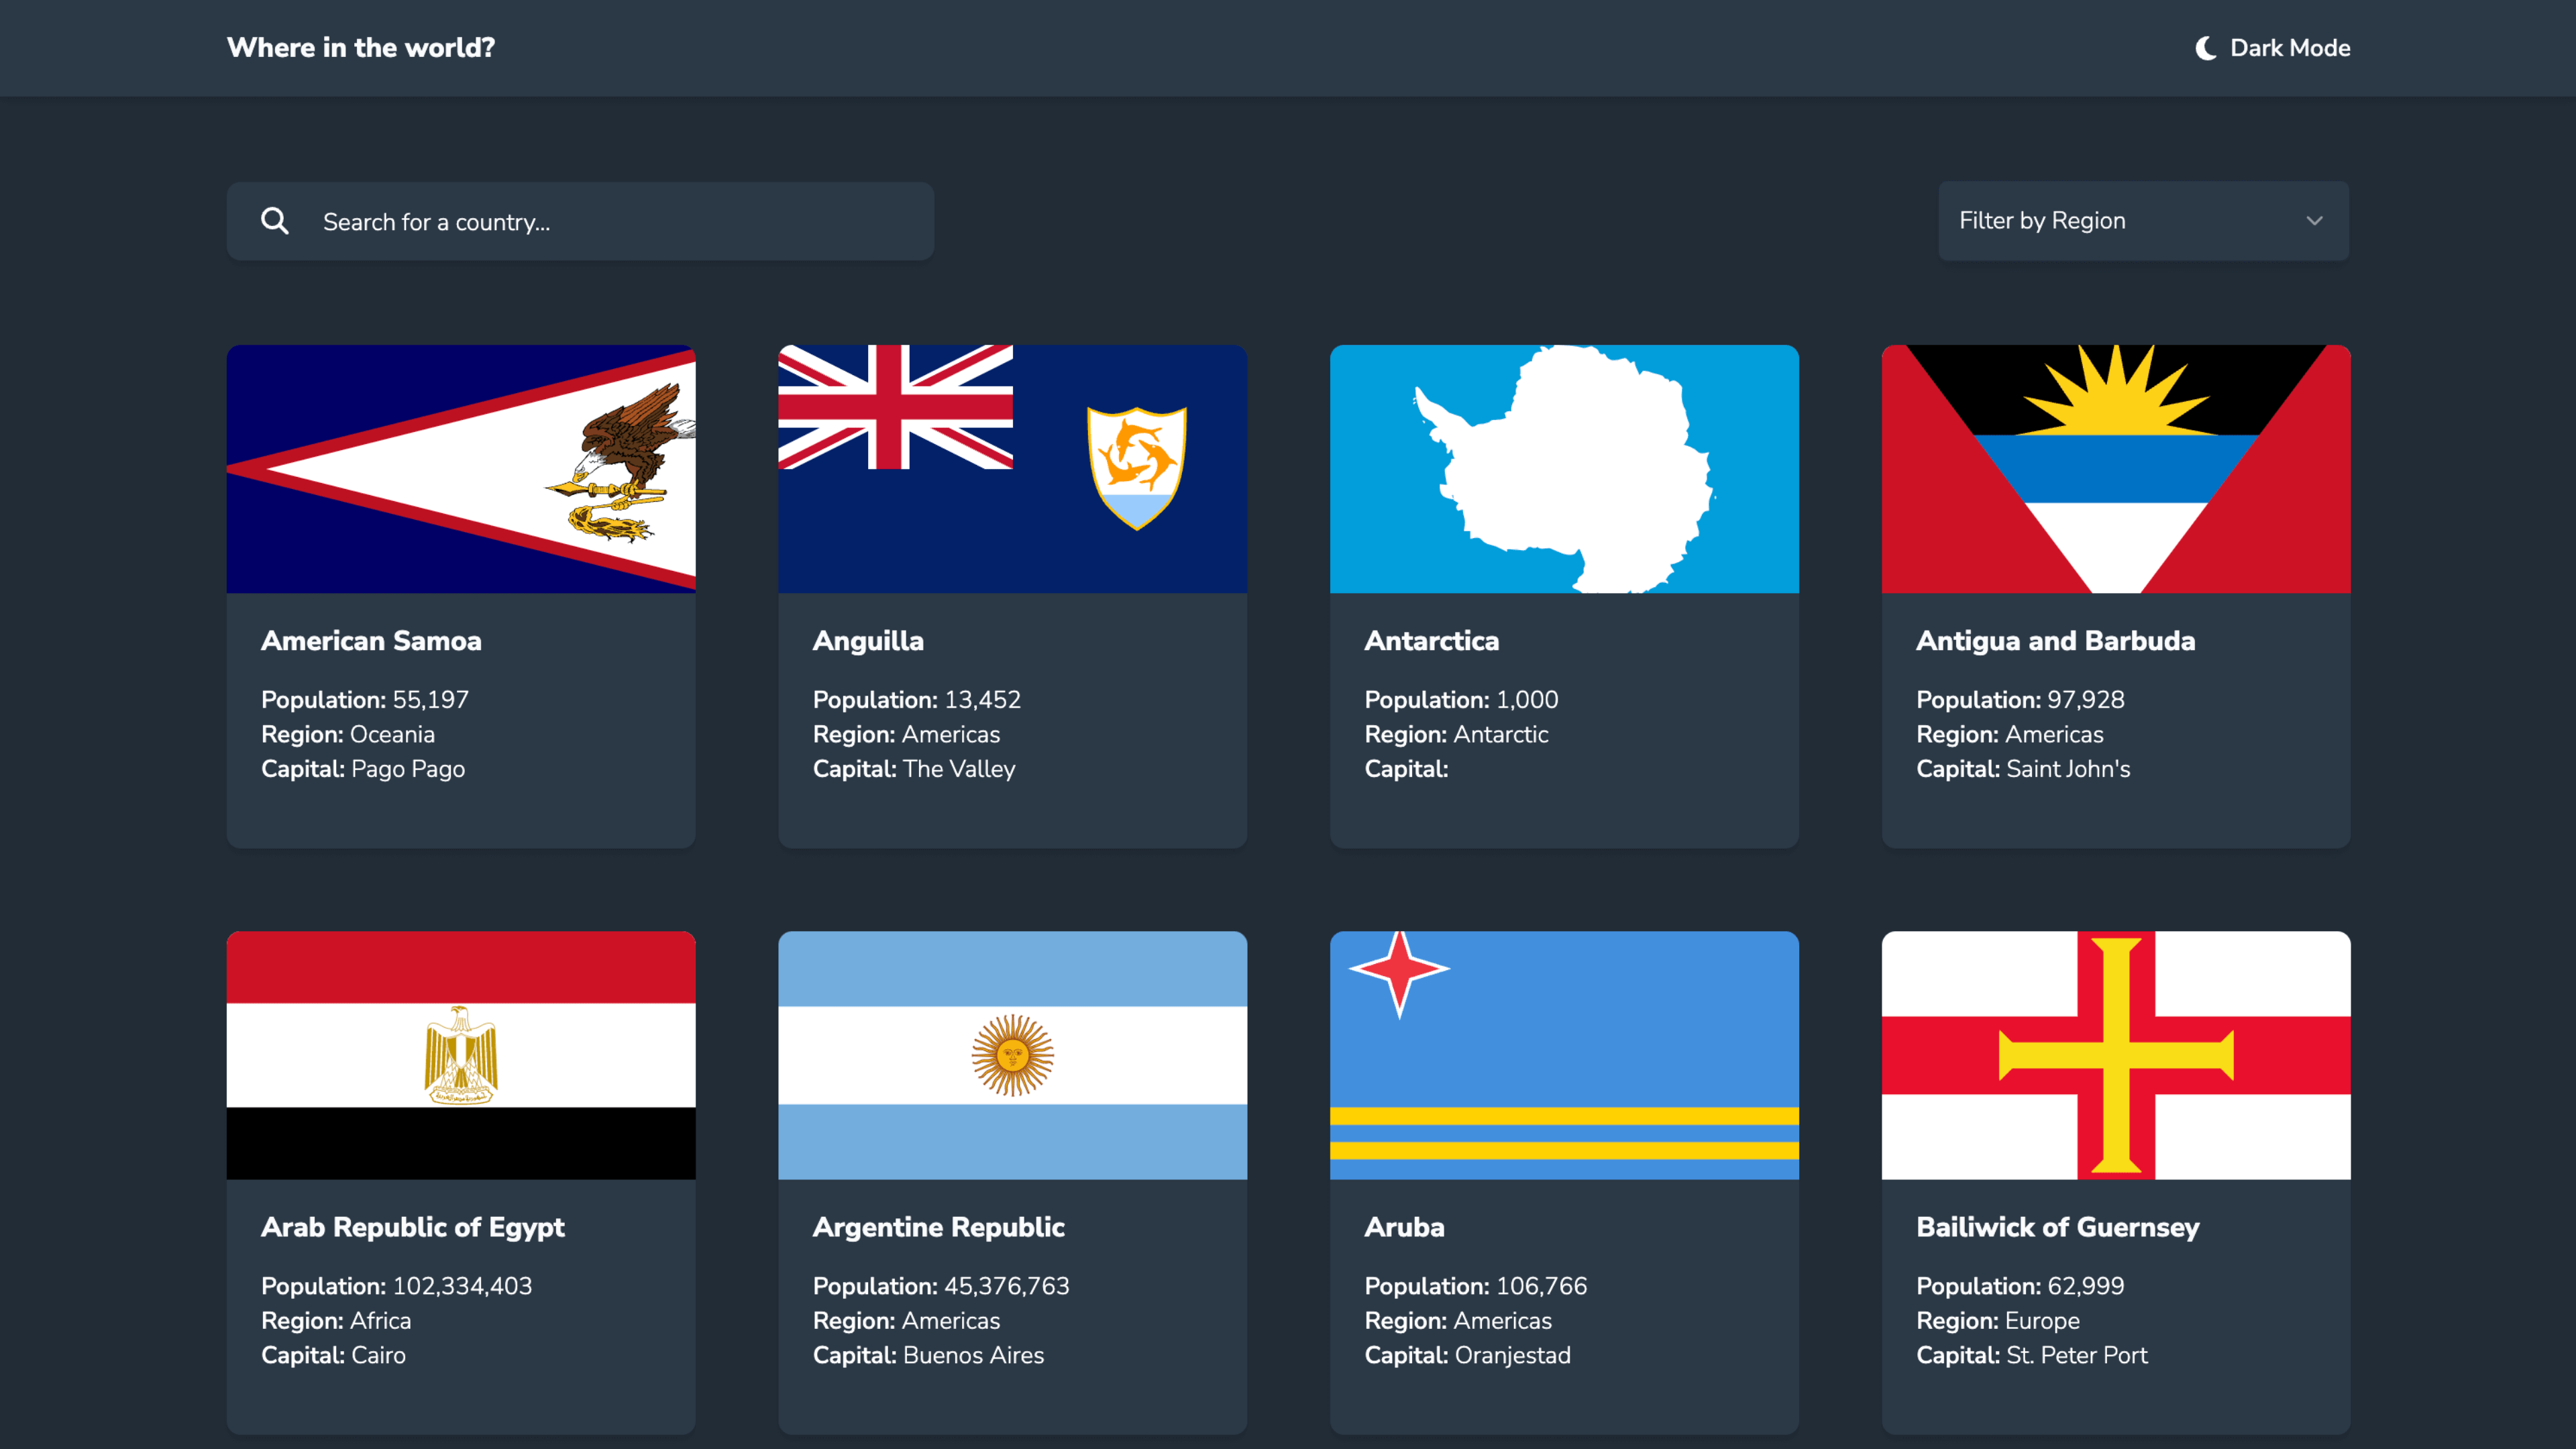 Where in the world?
Dark Mode
Search for a country...
Filter by Region
American Samoa
Population: 55,197
Region: Oceania
Capital: Pago Pago
Anguilla
Population: 13,452
Region: Americas
Capital: The Valley
Antarctica
Population: 1,000
Region: Antarctic
Capital:
Antigua and Barbuda
Population: 97,928
Region: Americas
Capital: Saint John's
Arab Republic of Egypt
Population: 102,334,403
Region: Africa
Capital: Cairo
Argentine Republic
Population: 45,376,763
Region: Americas
Capital: Buenos Aires
Aruba
Population: 106,766
Region: Americas
Capital: Oranjestad
Bailiwick of Guernsey
Population: 62,999
Region: Europe
Capital: St. Peter Port